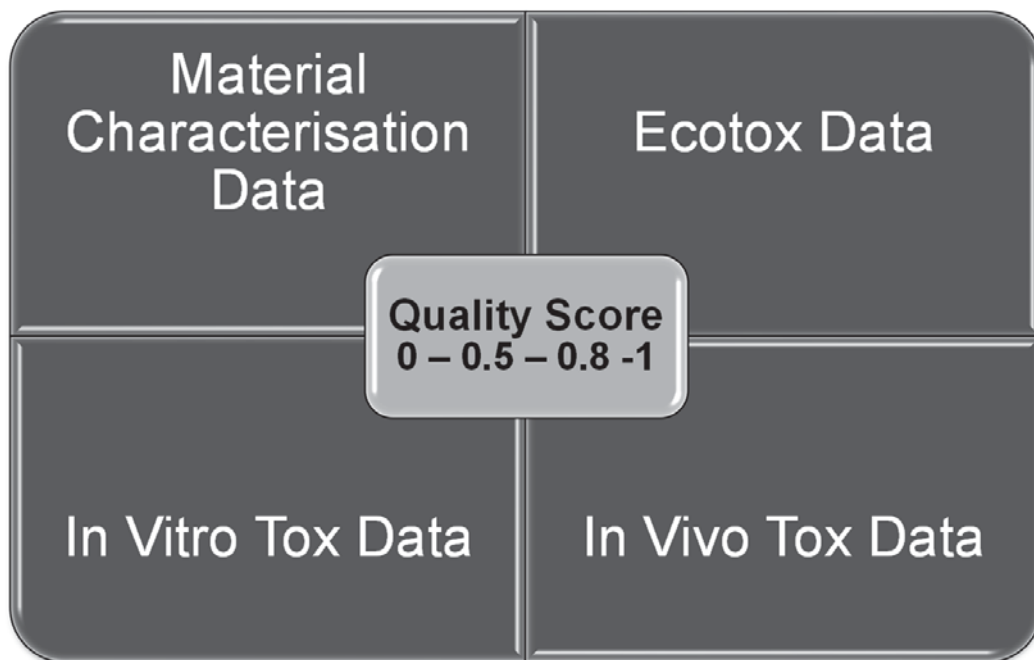 Material
Characterisation
Data
Ecotox Data
Quality Score
0 – 0.5 – 0.8 -1
In Vitro Tox Data
In Vivo Tox Data